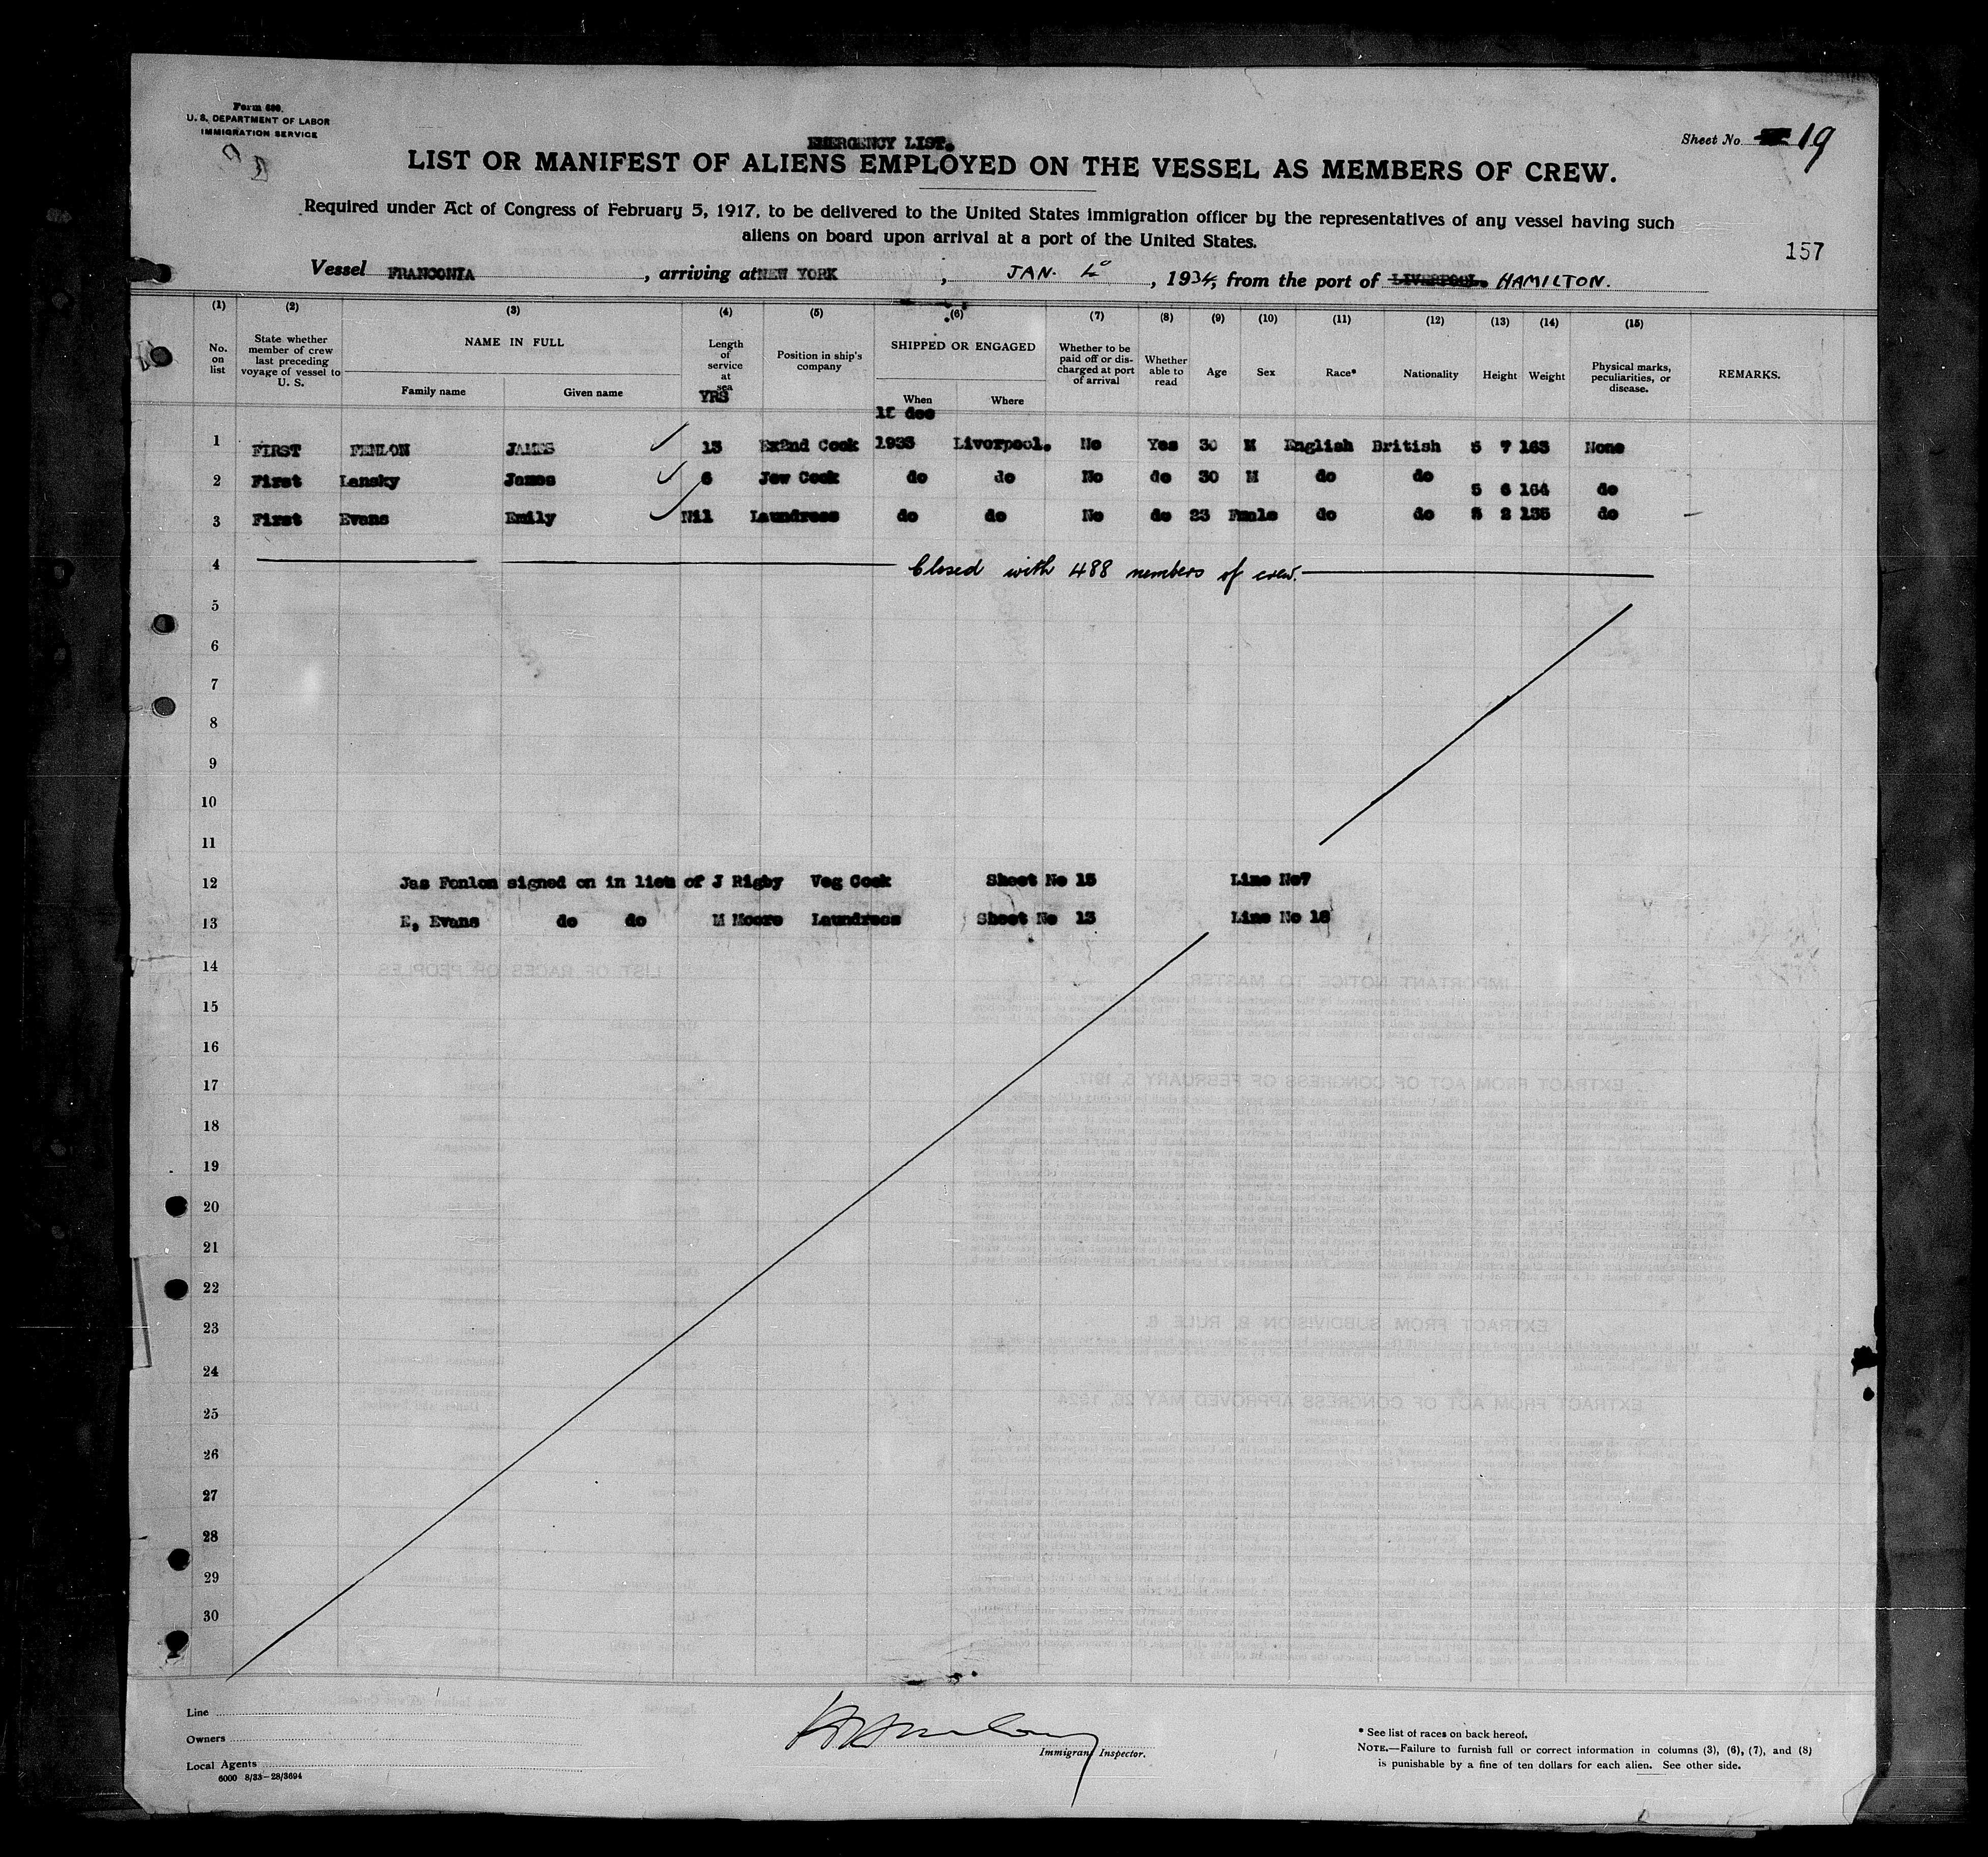 Form 680.
U. S. DEPARTMENT OF LABOR
IMMIGRATION SERVICE
Sheet No. 19
EMERGENCY LIST.
LIST OR MANIFEST OF ALIENS EMPLOYED ON THE VESSEL AS MEMBERS OF CREW.
Required under Act of Congress of February 5, 1917, to be delivered to the United States immigration officer by the representatives of any vessel having such
aliens on board upon arrival at a port of the United States.
157
Vessel FRANCONIA, arriving at NEW YORK, JAN. 4, 1934, from the port of LIVERPOOL. HAMILTON.
(1) (2) (3) (4) (5) (6) (7) (8) (9) (10) (11) (12) (13) (14) (15)
No. on list State whether member of crew last preceding voyage of vessel to U. S. NAME IN FULL Family name Given name Length of service at sea YRS Position in ship's company SHIPPED OR ENGAGED When Where Whether to be paid off or discharged at port of arrival Whether able to read Age Sex Race* Nationality Height Weight Physical marks, peculiarities, or disease. REMARKS.
dec
1 FIRST FENLON JAMES 13 Ex2nd Cook 1933 Liverpool. No Yes 30 M English British 5 7 163 None
2 First Lansky James 6 Jew Cook do do No do 30 M do do 5 6 164 do
3 First Evans Emily Nil Laundress do do No do 23 Fmale do do 5 2 135 do
4 Closed with 488 members of crew.
5
6
7
8
9
10
11
12 Jas Fenlon signed on in lieu of J Rigby Veg Cook Sheet No 15 Line No7
13 E, Evans do do M Moore Laundress Sheet No 13 Line No 18
14
15
16
17
18
19
20
21
22
23
24
25
26
27
28
29
30
Line
Owners
Local Agents
6000 8/33—28/3694
Immigrant Inspector.
* See list of races on back hereof.
NOTE.—Failure to furnish full or correct information in columns (3), (6), (7), and (8)
is punishable by a fine of ten dollars for each alien. See other side.